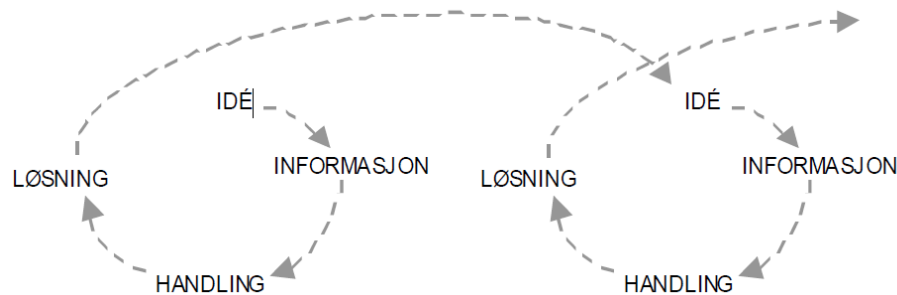 IDÉ
INFORMASJON
LØSNING
HANDLING
IDÉ
INFORMASJON
LØSNING
HANDLING